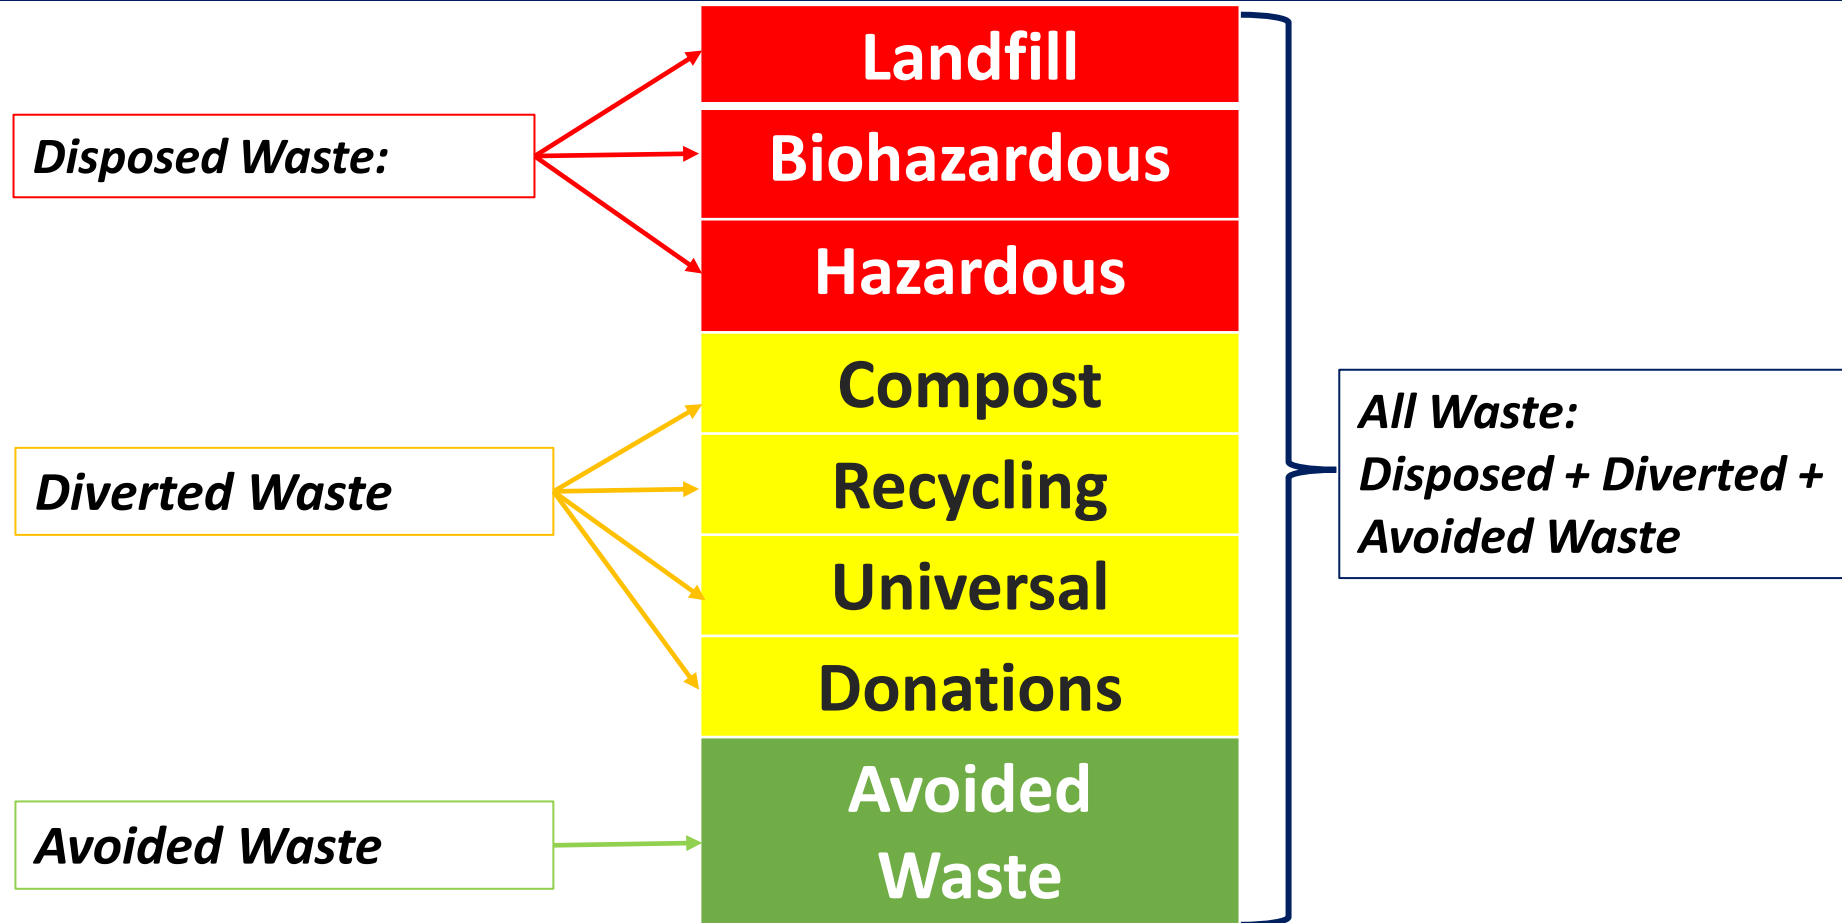 Disposed Waste:
Diverted Waste
Avoided Waste
Landfill
Biohazardous
Hazardous
Compost
Recycling
Universal
Donations
Avoided
Waste
All Waste:
Disposed + Diverted +
Avoided Waste